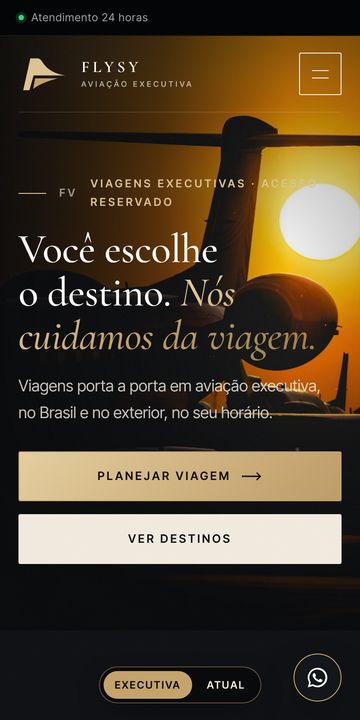 Atendimento 24 horas
FLYSY
AVIAÇÃO EXECUTIVA
FV
VIAGENS EXECUTIVAS · ACESSO
RESERVADO
Você escolhe
o destino. Nós
cuidamos da viagem.
Viagens porta a porta em aviação executiva,
no Brasil e no exterior, no seu horário.
PLANEJAR VIAGEM
VER DESTINOS
EXECUTIVA ATUAL